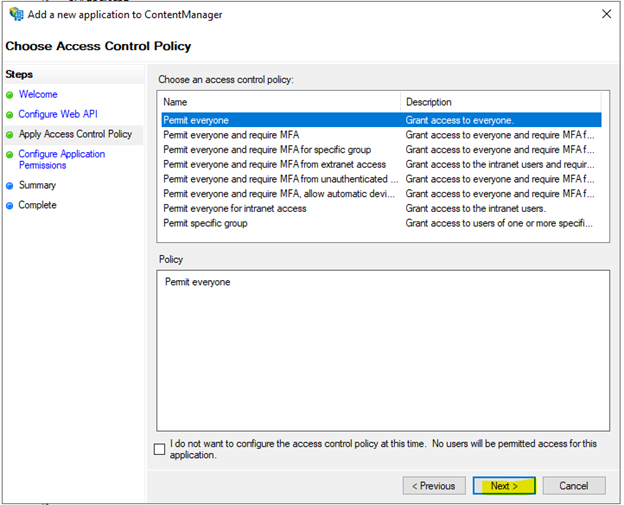 Add a new application to ContentManager
Choose Access Control Policy
Steps
Welcome
Configure Web API
Apply Access Control Policy
Configure Application
Permissions
Summary
Complete
Choose an access control policy:
Name Description
Permit everyone Grant access to everyone.
Permit everyone and require MFA Grant access to everyone and require MFA f...
Permit everyone and require MFA for specific group Grant access to everyone and require MFA f...
Permit everyone and require MFA from extranet access Grant access to the intranet users and requir...
Permit everyone and require MFA from unauthenticated ... Grant access to everyone and require MFA f...
Permit everyone and require MFA, allow automatic devi... Grant access to everyone and require MFA f...
Permit everyone for intranet access Grant access to the intranet users.
Permit specific group Grant access to users of one or more specifi...
Policy
Permit everyone
I do not want to configure the access control policy at this time. No users will be permitted access for this
application.
< Previous Next > Cancel